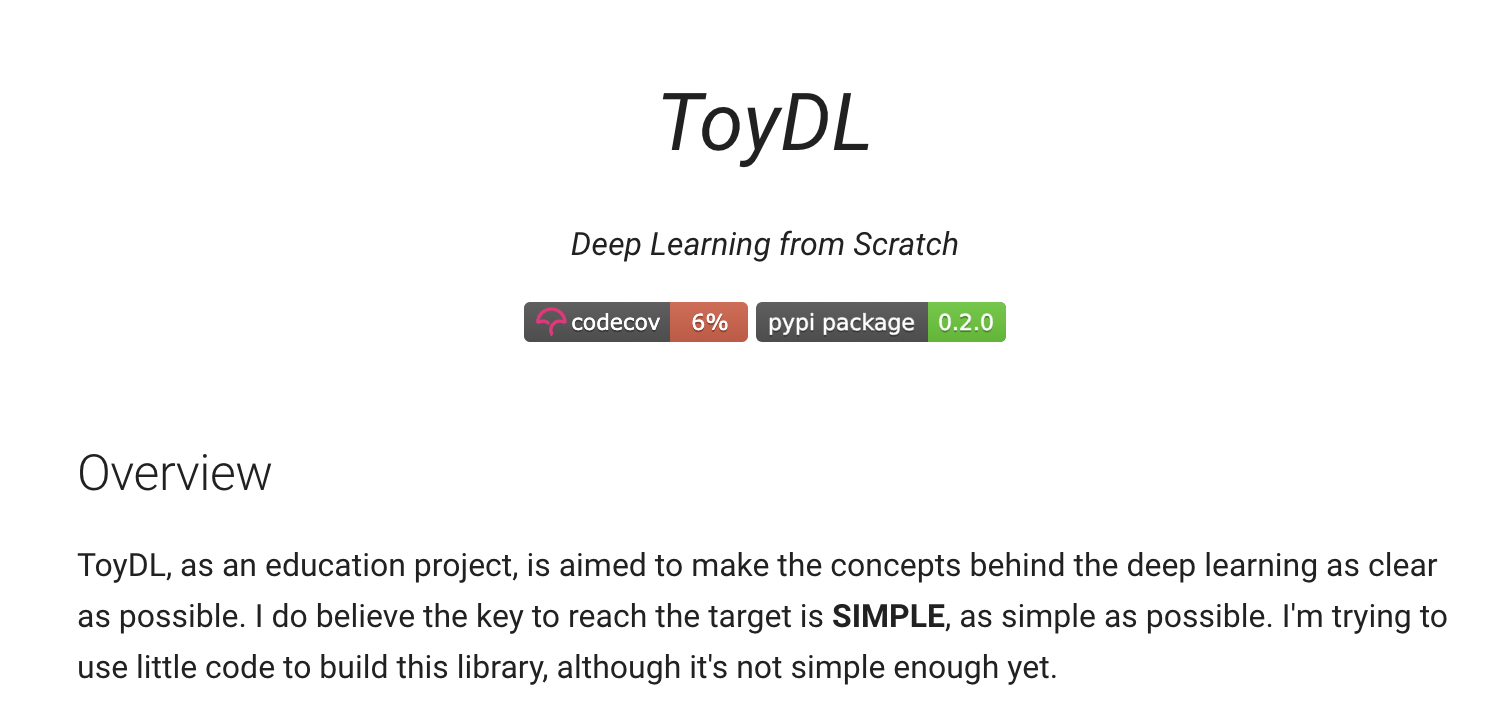 ToyDL
Deep Learning from Scratch
codecov 6% pypi package 0.2.0
Overview
ToyDL, as an education project, is aimed to make the concepts behind the deep learning as clear
as possible. I do believe the key to reach the target is SIMPLE, as simple as possible. I'm trying to
use little code to build this library, although it's not simple enough yet.